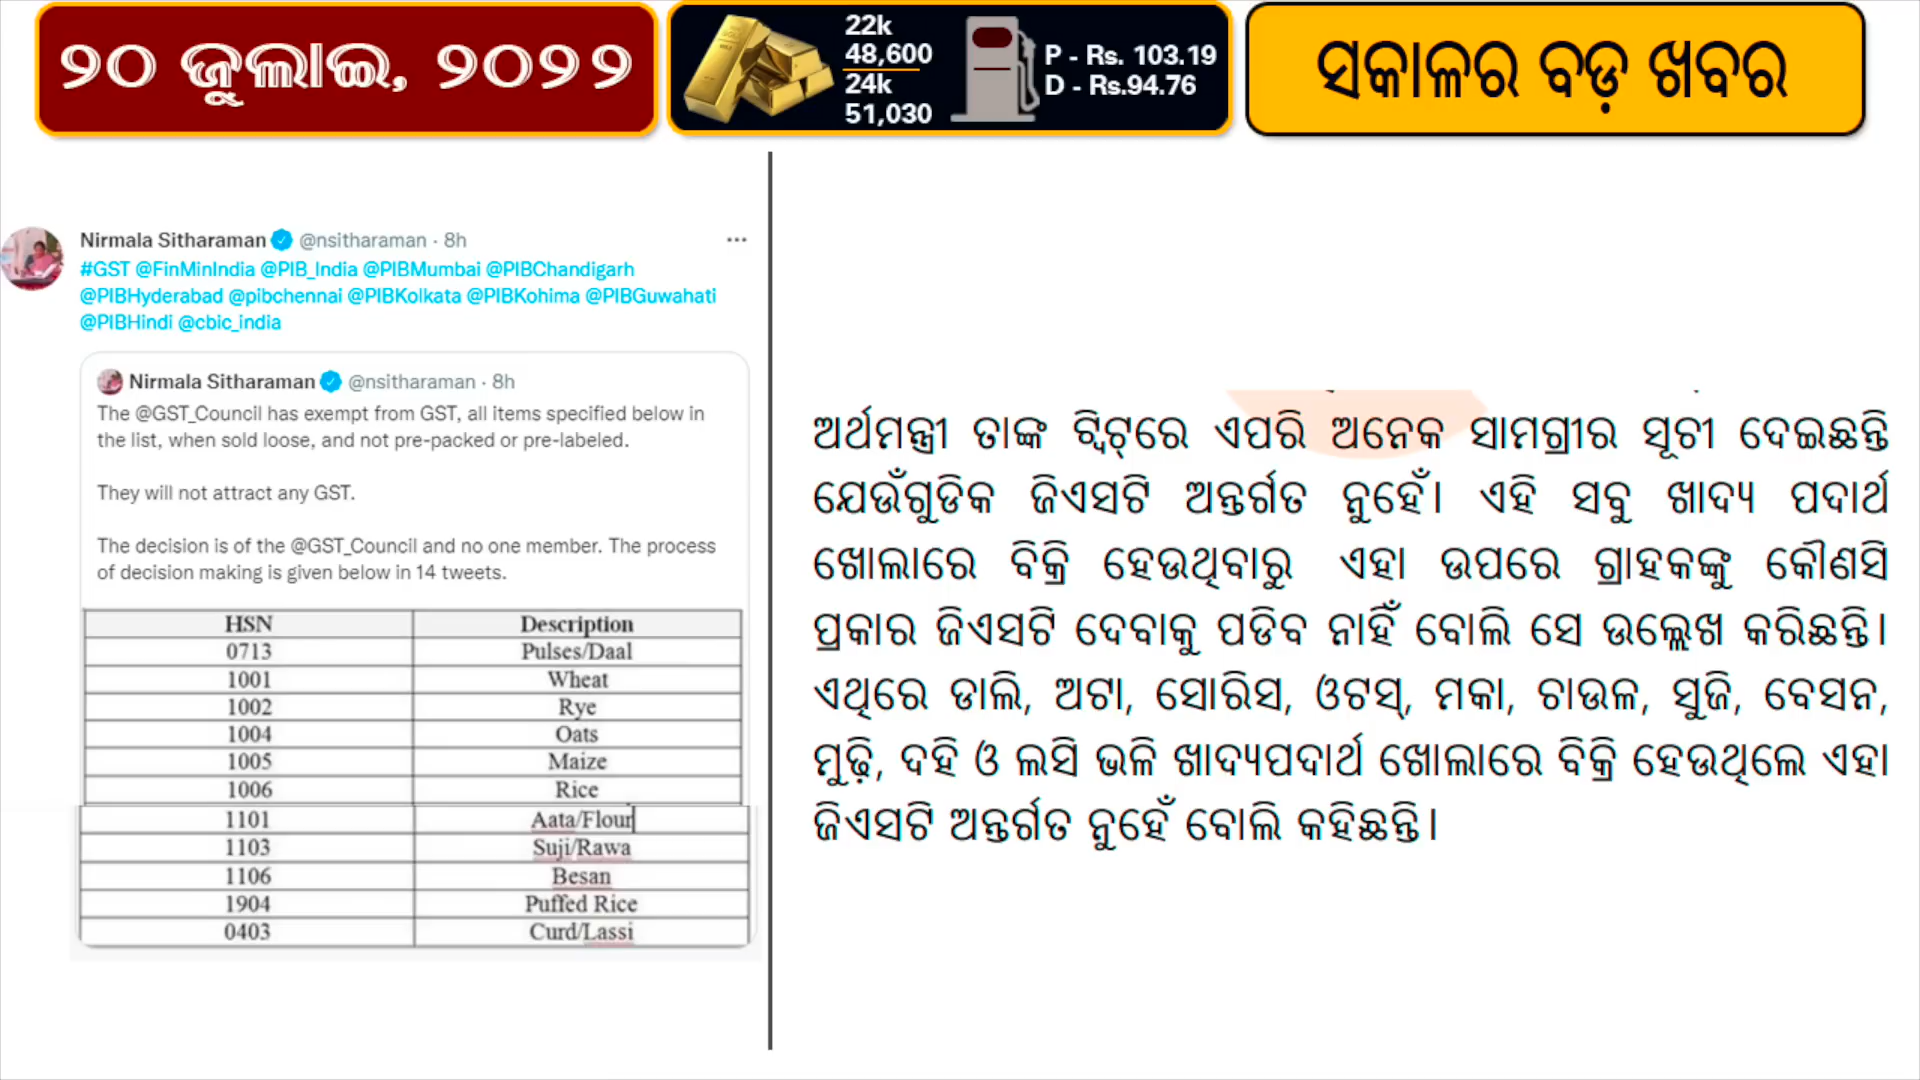 ୨୦ ଜୁଲାଇ, ୨୦୨୨
22k
48,600
24k
51,030
P - Rs. 103.19
D - Rs.94.76
ସକାଳର ବଡ଼ ଖବର
Nirmala Sitharaman @nsitharaman · 8h
#GST @FinMinIndia @PIB_India @PIBMumbai @PIBChandigarh
@PIBHyderabad @pibchennai @PIBKolkata @PIBKohima @PIBGuwahati
@PIBHindi @cbic_india
Nirmala Sitharaman @nsitharaman · 8h
The @GST_Council has exempt from GST, all items specified below in
the list, when sold loose, and not pre-packed or pre-labeled.
They will not attract any GST.
The decision is of the @GST_Council and no one member. The process
of decision making is given below in 14 tweets.
HSN Description
0713 Pulses/Daal
1001 Wheat
1002 Rye
1004 Oats
1005 Maize
1006 Rice
1101 Aata/Flour
1103 Suji/Rawa
1106 Besan
1904 Puffed Rice
0403 Curd/Lassi
ଅର୍ଥମନ୍ତ୍ରୀ ତାଙ୍କ ଟ୍ୱିଟ୍‌ରେ ଏପରି ଅନେକ ସାମଗ୍ରୀର ସୂଚୀ ଦେଇଛନ୍ତି
ଯେଉଁଗୁଡିକ ଜିଏସଟି ଅନ୍ତର୍ଗତ ନୁହେଁ। ଏହି ସବୁ ଖାଦ୍ୟ ପଦାର୍ଥ
ଖୋଲାରେ ବିକ୍ରି ହେଉଥିବାରୁ ଏହା ଉପରେ ଗ୍ରାହକଙ୍କୁ କୌଣସି
ପ୍ରକାର ଜିଏସଟି ଦେବାକୁ ପଡିବ ନାହିଁ ବୋଲି ସେ ଉଲ୍ଲେଖ କରିଛନ୍ତି।
ଏଥିରେ ଡାଲି, ଅଟା, ସୋରିସ, ଓଟସ୍, ମକା, ଚାଉଳ, ସୁଜି, ବେସନ,
ମୁଢ଼ି, ଦହି ଓ ଲସି ଭଳି ଖାଦ୍ୟପଦାର୍ଥ ଖୋଲାରେ ବିକ୍ରି ହେଉଥିଲେ ଏହା
ଜିଏସଟି ଅନ୍ତର୍ଗତ ନୁହେଁ ବୋଲି କହିଛନ୍ତି।